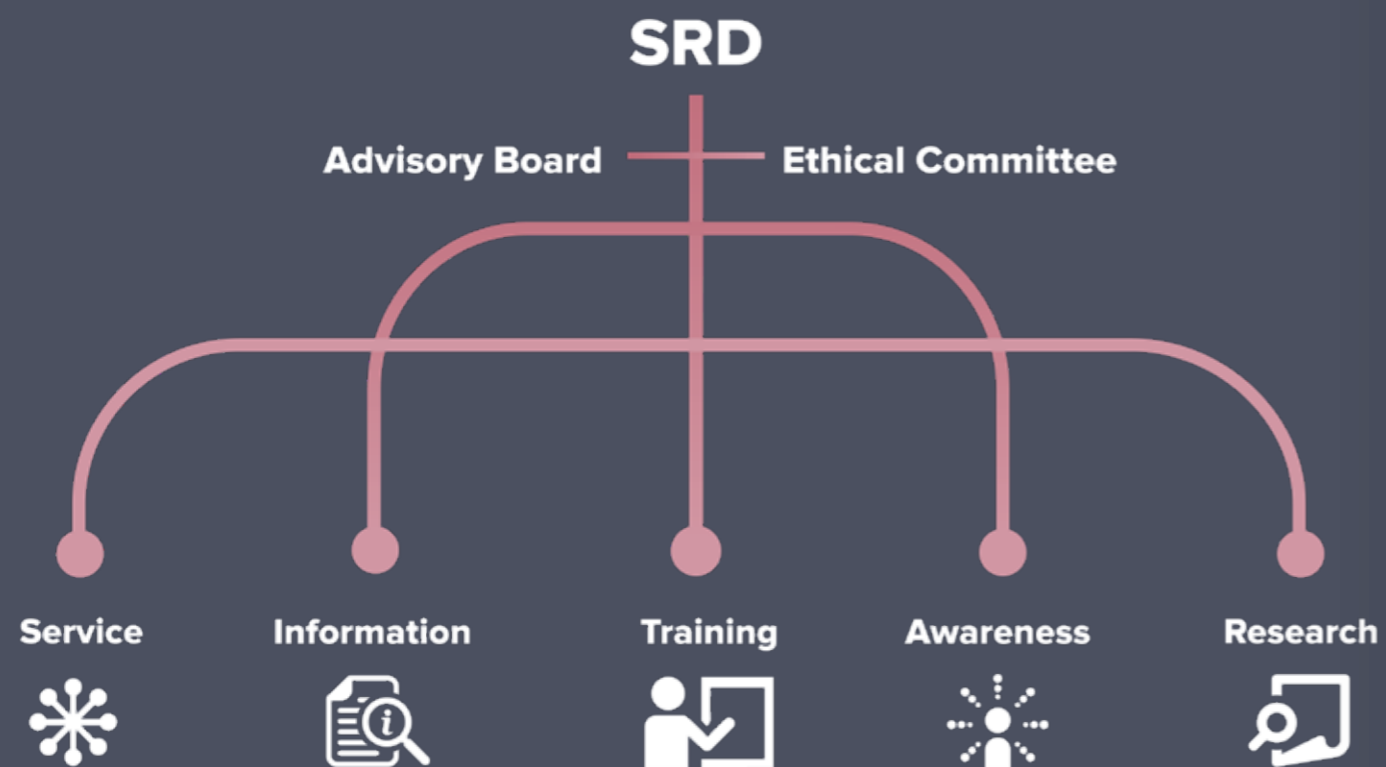 SRD
Advisory Board Ethical Committee
Service Information Training Awareness Research
i